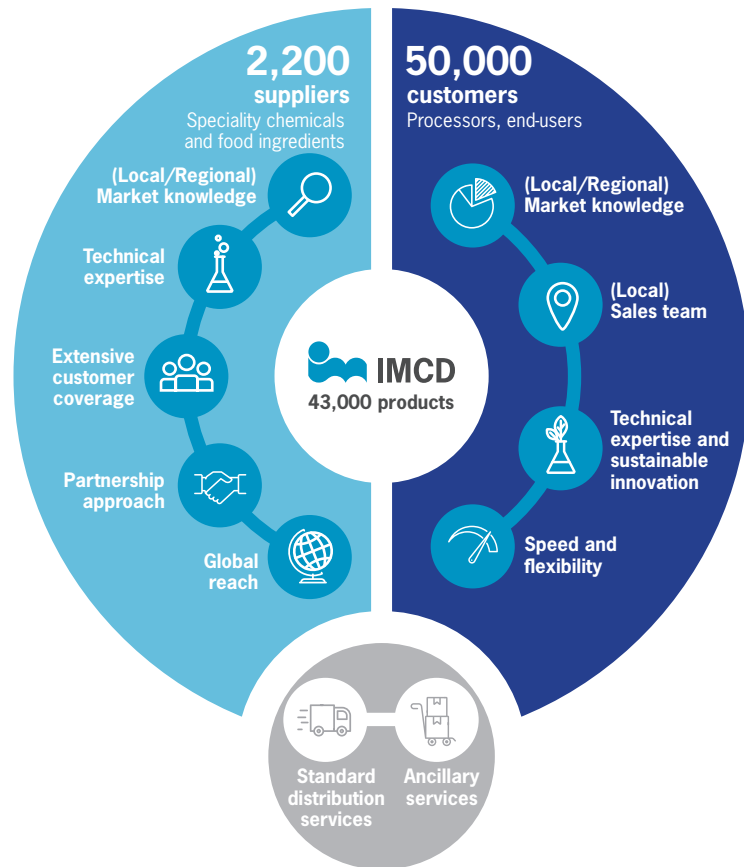 2,200
suppliers
Speciality chemicals
and food ingredients
(Local/Regional)
Market knowledge
Technical
expertise
Extensive
customer
coverage
Partnership
approach
Global
reach
IMCD
43,000 products
50,000
customers
Processors, end-users
(Local/Regional)
Market knowledge
(Local)
Sales team
Technical
expertise and
sustainable
innovation
Speed and
flexibility
Standard
distribution
services
Ancillary
services